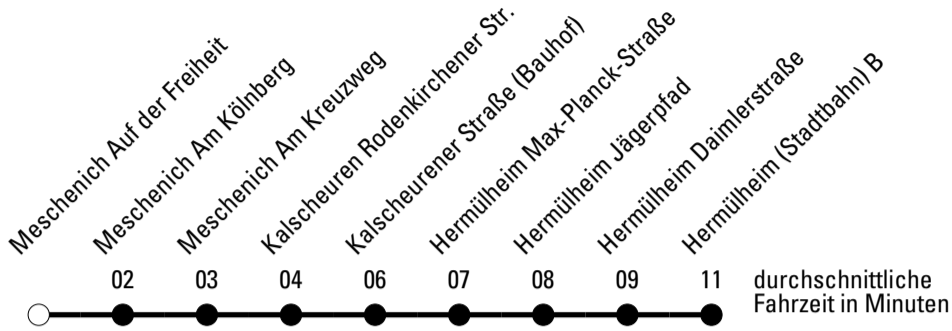 Meschenich Auf der Freiheit
Meschenich Am Kölnberg
Meschenich Am Kreuzweg
Kalscheuren Rodenkirchener Str.
Kalscheurener Straße (Bauhof)
Hermülheim Max-Planck-Straße
Hermülheim Jägerpfad
Hermülheim Daimlerstraße
Hermülheim (Stadtbahn) B
02 03 04 06 07 08 09 11 durchschnittliche
Fahrzeit in Minuten